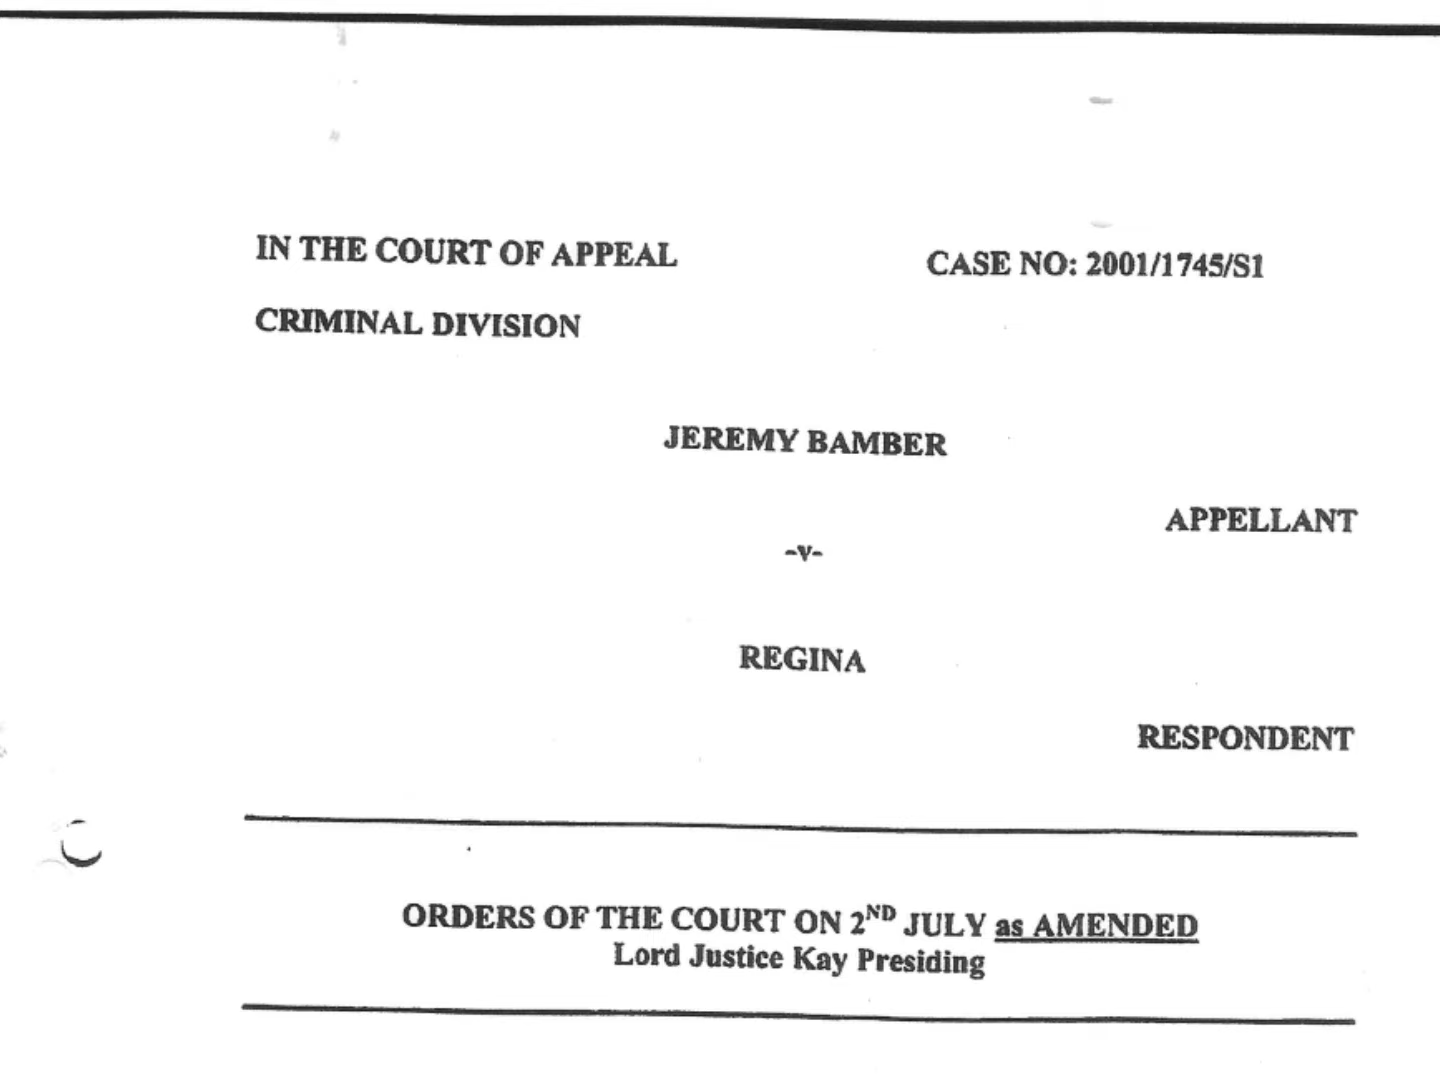 IN THE COURT OF APPEAL CASE NO: 2001/1745/S1
CRIMINAL DIVISION
JEREMY BAMBER
APPELLANT
-v-
REGINA
RESPONDENT
ORDERS OF THE COURT ON 2ND JULY as AMENDED
Lord Justice Kay Presiding